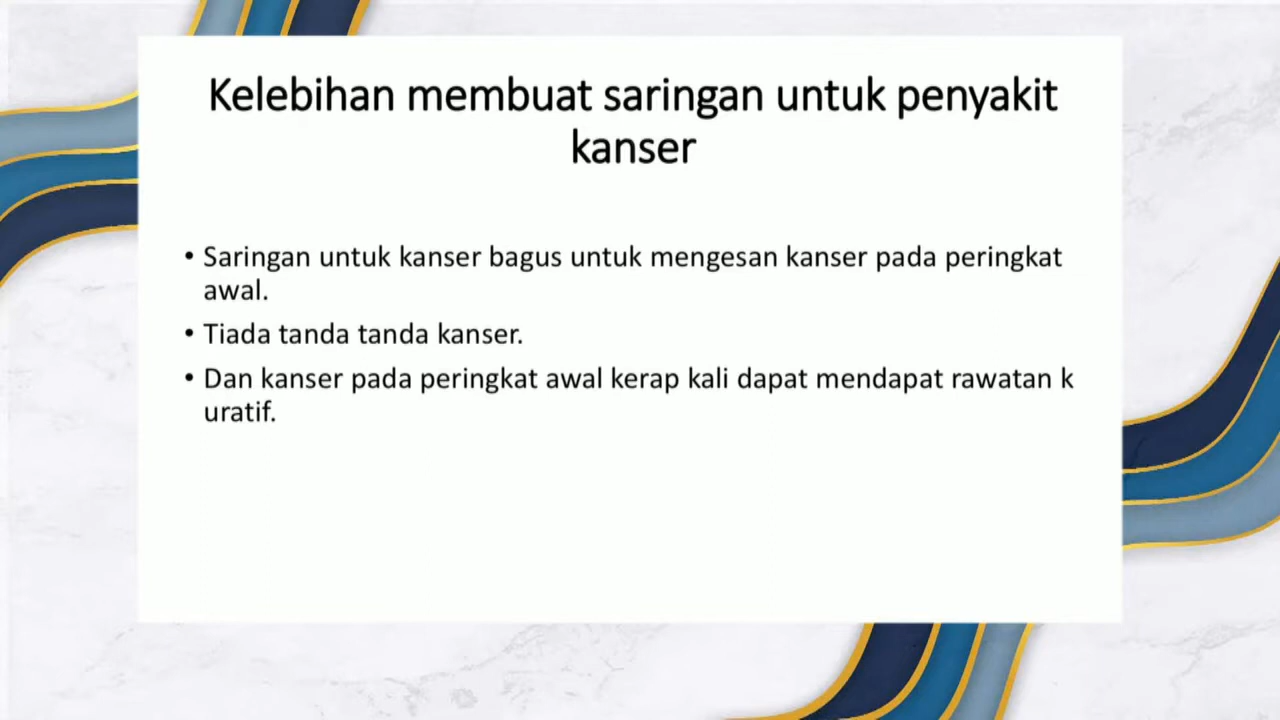 Kelebihan membuat saringan untuk penyakit
kanser
• Saringan untuk kanser bagus untuk mengesan kanser pada peringkat
awal.
• Tiada tanda tanda kanser.
• Dan kanser pada peringkat awal kerap kali dapat mendapat rawatan k
uratif.